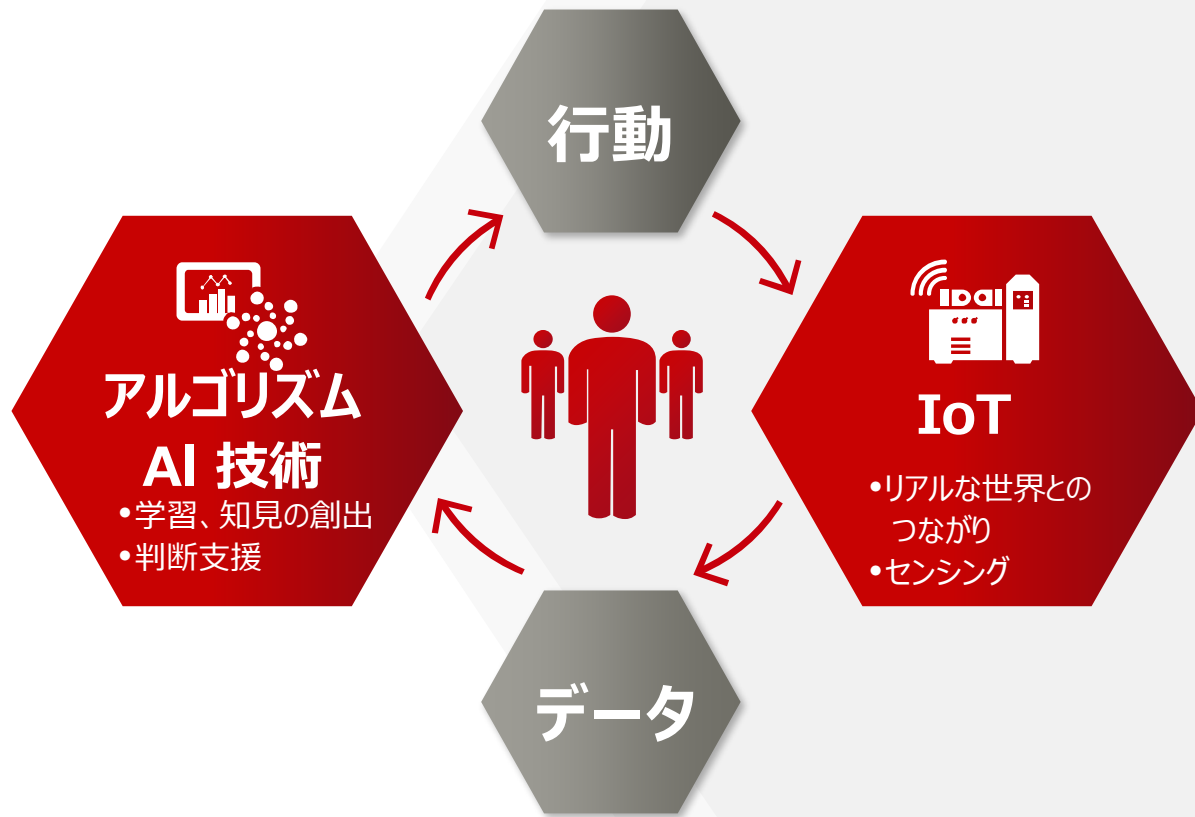 行動
アルゴリズム
AI 技術
•学習、知見の創出
•判断支援
IoT
•リアルな世界との
つながり
•センシング
データ